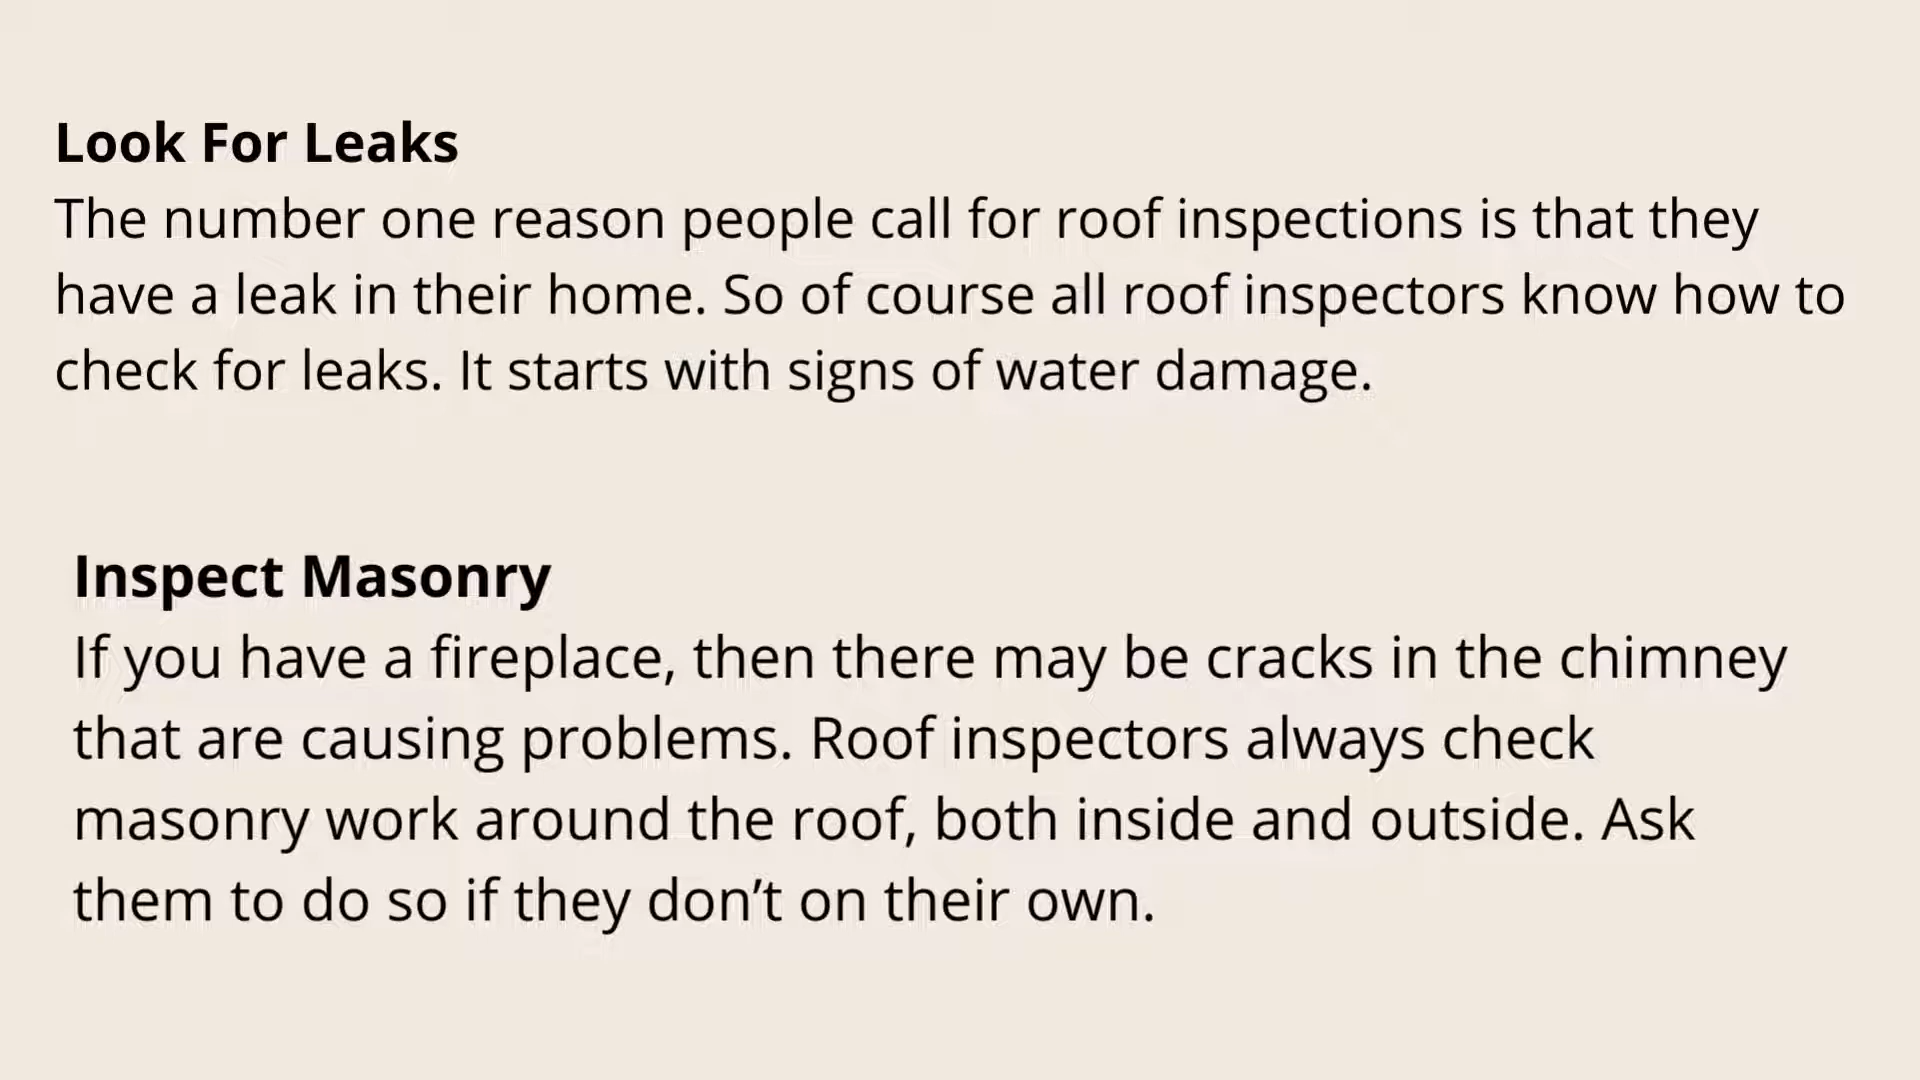 Look For Leaks
The number one reason people call for roof inspections is that they
have a leak in their home. So of course all roof inspectors know how to
check for leaks. It starts with signs of water damage.
Inspect Masonry
If you have a fireplace, then there may be cracks in the chimney
that are causing problems. Roof inspectors always check
masonry work around the roof, both inside and outside. Ask
them to do so if they don’t on their own.